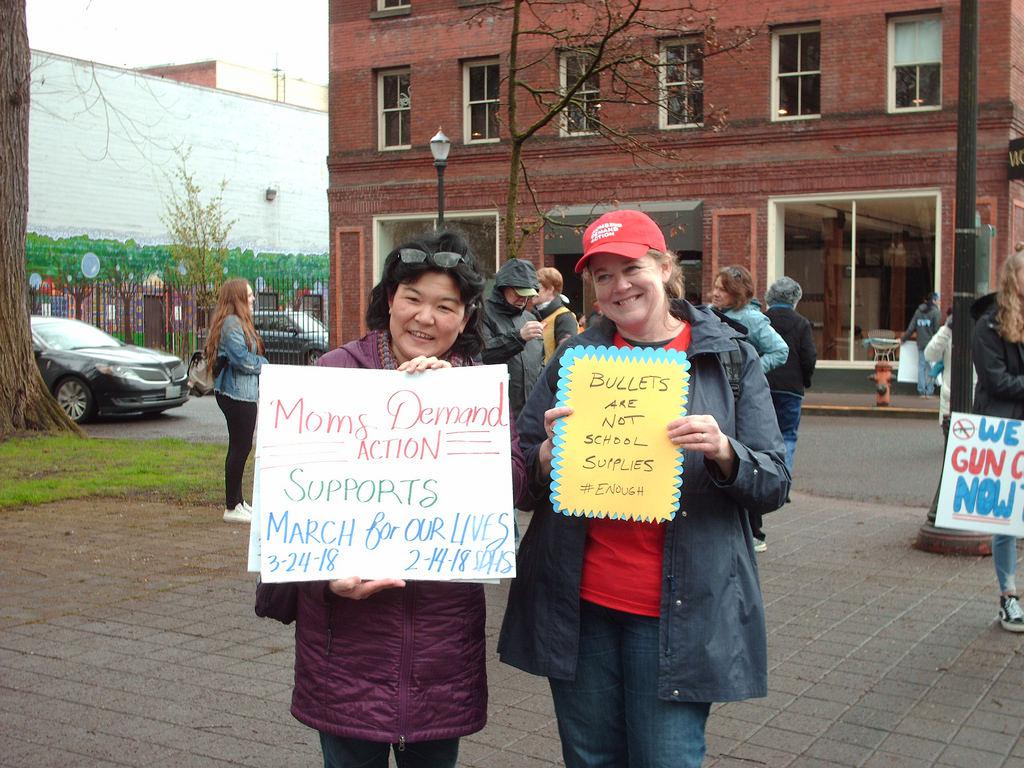 Moms Demand
ACTION
SUPPORTS
MARCH for OUR LIVES
3-24-18 2-14-18 SDHS
DEMAND
ACTION
BULLETS
ARE
NOT
SCHOOL
SUPPLIES
#ENOUGH
WE
GUN C
NOW